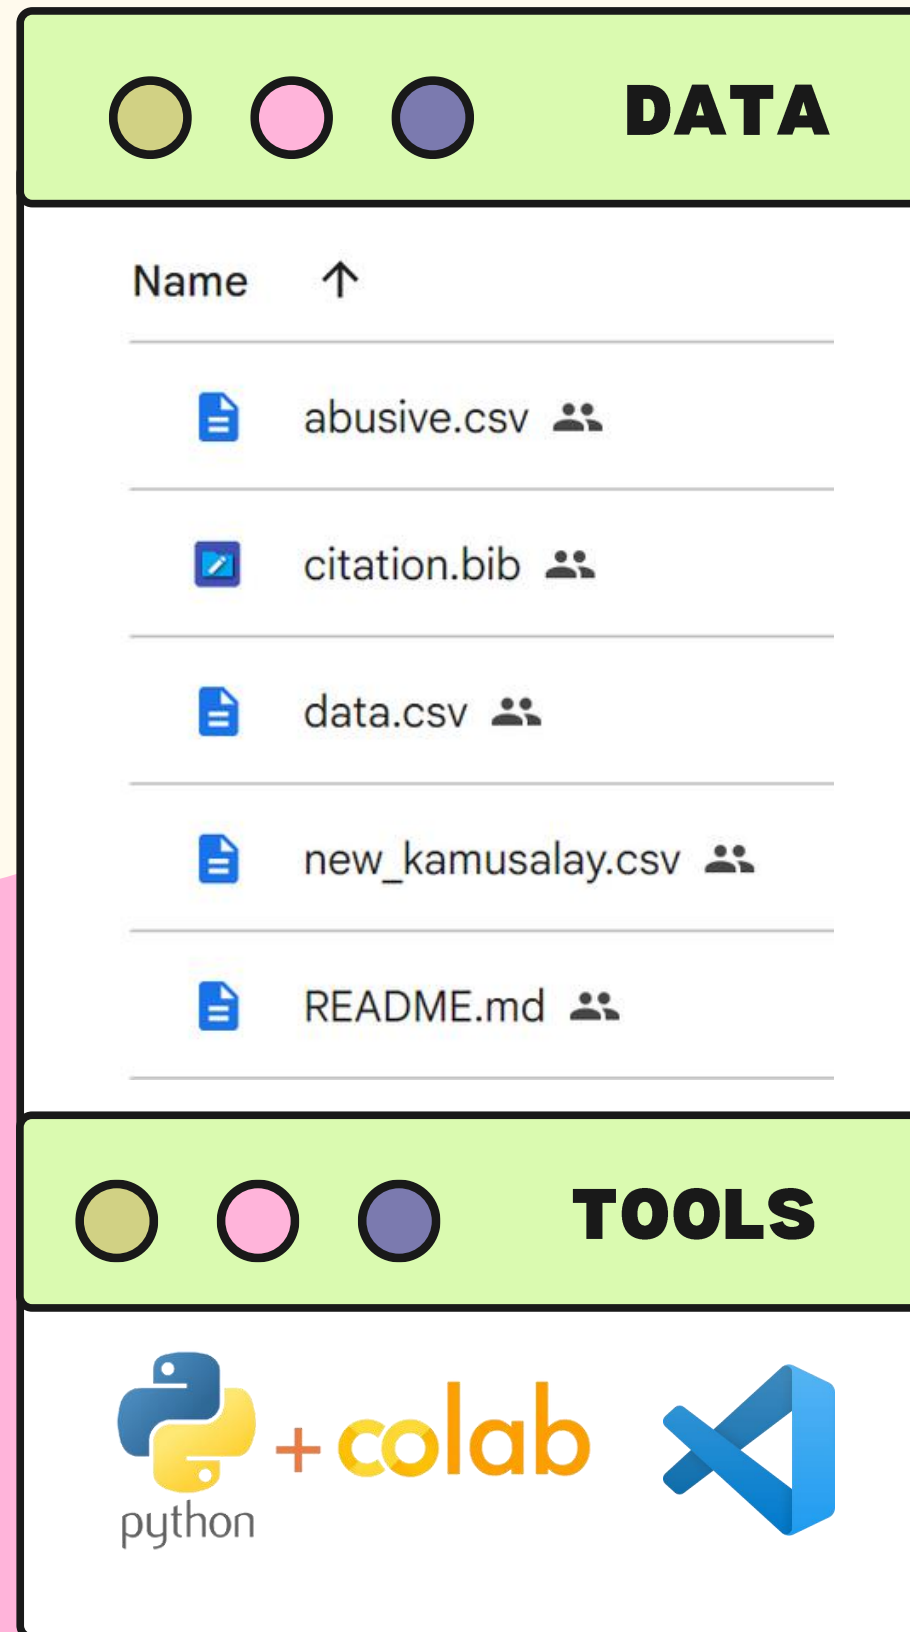 DATA
Name
abusive.csv
citation.bib
data.csv
new_kamusalay.csv
README.md
TOOLS
python + colab